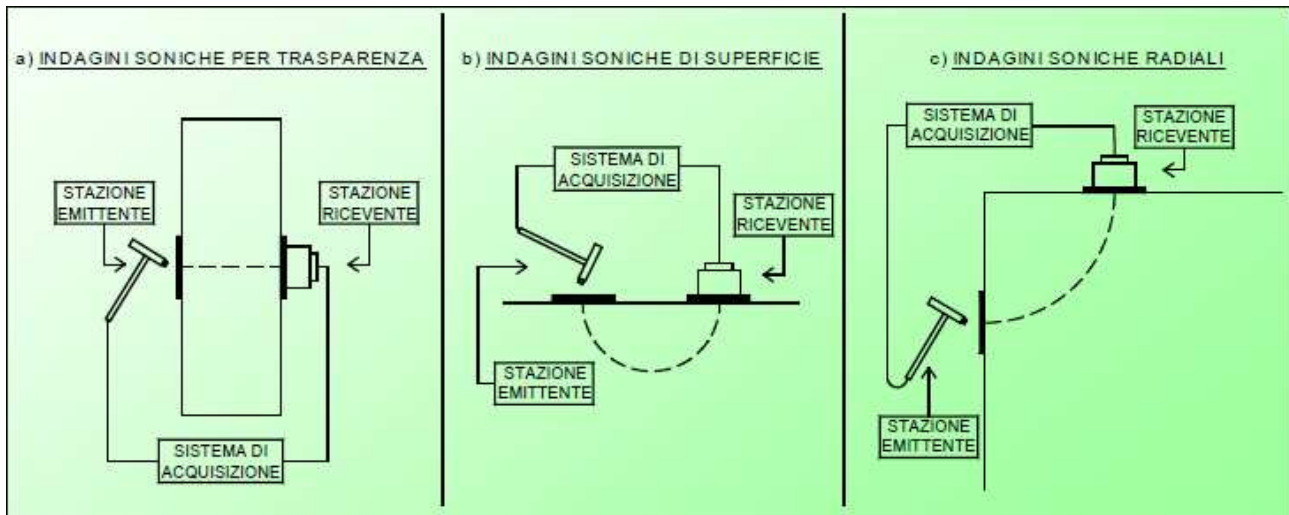 a) INDAGINI SONICHE PER TRASPARENZA
STAZIONE
EMITTENTE
STAZIONE
RICEVENTE
SISTEMA DI
ACQUISIZIONE
b) INDAGINI SONICHE DI SUPERFICIE
SISTEMA DI
ACQUISIZIONE
STAZIONE
RICEVENTE
STAZIONE
EMITTENTE
c) INDAGINI SONICHE RADIALI
SISTEMA DI
ACQUISIZIONE
STAZIONE
RICEVENTE
STAZIONE
EMITTENTE